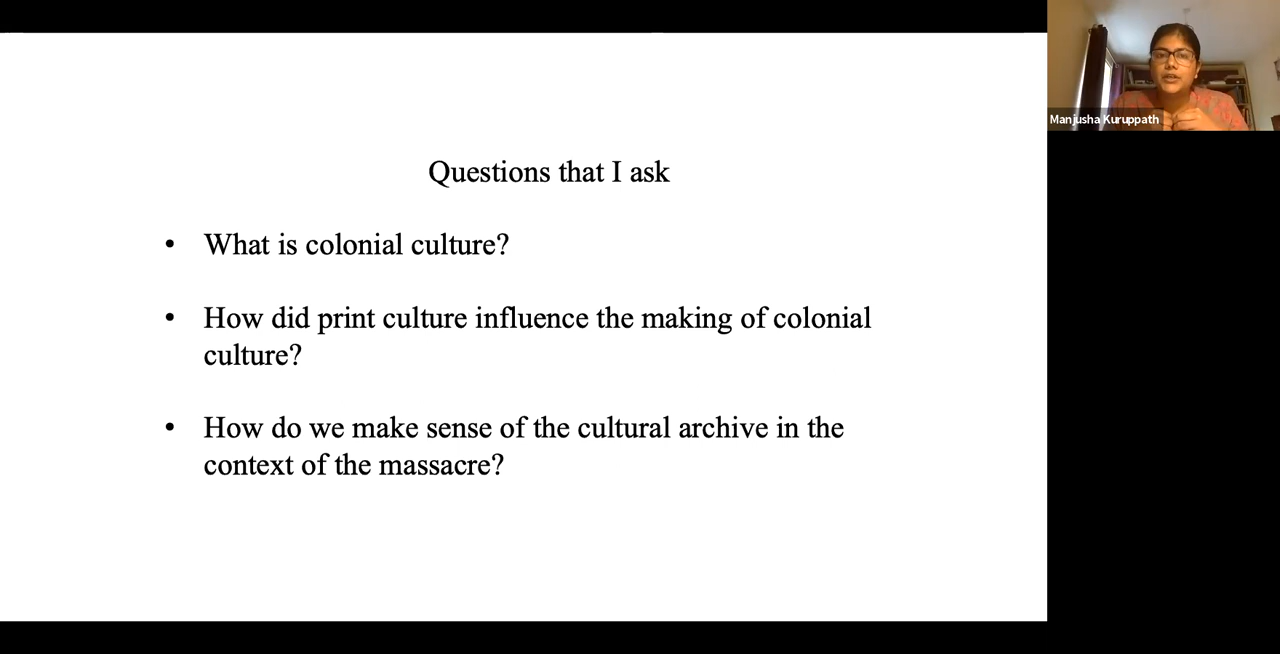 Manjusha Kuruppath
Questions that I ask
• What is colonial culture?
• How did print culture influence the making of colonial
culture?
• How do we make sense of the cultural archive in the
context of the massacre?